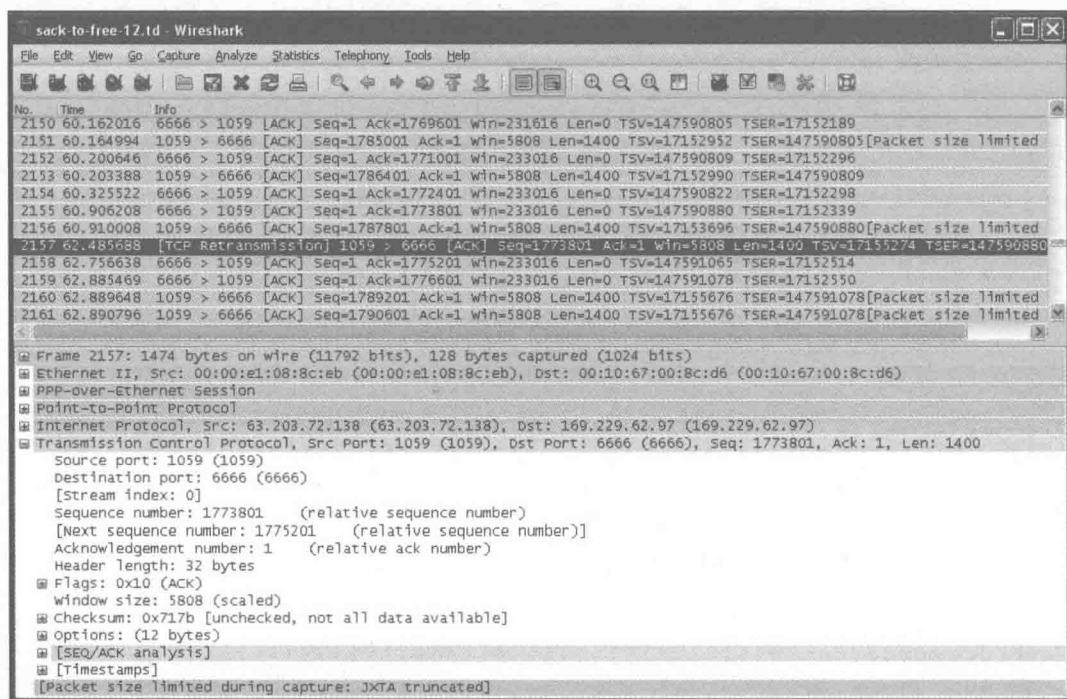 sack-to-free-12.td - Wireshark
File Edit View Go Capture Analyze Statistics Telephony Tools Help
No. Time Info
2150 60.162016 6666 > 1059 [ACK] Seq=1 Ack=1769601 Win=231616 Len=0 TSV=147590805 TSER=17152189
2151 60.164994 1059 > 6666 [ACK] Seq=1785001 Ack=1 Win=5808 Len=1400 TSV=17152952 TSER=147590805[Packet size limited
2152 60.200646 6666 > 1059 [ACK] Seq=1 Ack=1771001 Win=233016 Len=0 TSV=147590809 TSER=17152296
2153 60.203388 1059 > 6666 [ACK] Seq=1786401 Ack=1 Win=5808 Len=1400 TSV=17152990 TSER=147590809
2154 60.325522 6666 > 1059 [ACK] Seq=1 Ack=1772401 Win=233016 Len=0 TSV=147590822 TSER=17152298
2155 60.906208 6666 > 1059 [ACK] Seq=1 Ack=1773801 Win=233016 Len=0 TSV=147590880 TSER=17152339
2156 60.910008 1059 > 6666 [ACK] Seq=1787801 Ack=1 Win=5808 Len=1400 TSV=17153696 TSER=147590880[Packet size limited
2157 62.485688 [TCP Retransmission] 1059 > 6666 [ACK] Seq=1773801 Ack=1 Win=5808 Len=1400 TSV=17155274 TSER=147590880
2158 62.756638 6666 > 1059 [ACK] Seq=1 Ack=1775201 Win=233016 Len=0 TSV=147591065 TSER=17152514
2159 62.885469 6666 > 1059 [ACK] Seq=1 Ack=1776601 Win=233016 Len=0 TSV=147591078 TSER=17152550
2160 62.889648 1059 > 6666 [ACK] Seq=1789201 Ack=1 Win=5808 Len=1400 TSV=17155676 TSER=147591078[Packet size limited
2161 62.890796 1059 > 6666 [ACK] Seq=1790601 Ack=1 Win=5808 Len=1400 TSV=17155676 TSER=147591078[Packet size limited
Frame 2157: 1474 bytes on wire (11792 bits), 128 bytes captured (1024 bits)
Ethernet II, Src: 00:00:e1:08:8c:eb (00:00:e1:08:8c:eb), Dst: 00:10:67:00:8c:d6 (00:10:67:00:8c:d6)
PPP-over-Ethernet Session
Point-to-Point Protocol
Internet Protocol, Src: 63.203.72.138 (63.203.72.138), Dst: 169.229.62.97 (169.229.62.97)
Transmission Control Protocol, Src Port: 1059 (1059), Dst Port: 6666 (6666), Seq: 1773801, Ack: 1, Len: 1400
Source port: 1059 (1059)
Destination port: 6666 (6666)
[Stream index: 0]
Sequence number: 1773801 (relative sequence number)
[Next sequence number: 1775201 (relative sequence number)]
Acknowledgement number: 1 (relative ack number)
Header length: 32 bytes
Flags: 0x10 (ACK)
Window size: 5808 (scaled)
Checksum: 0x717b [unchecked, not all data available]
Options: (12 bytes)
[SEQ/ACK analysis]
[Timestamps]
[Packet size limited during capture: JXTA truncated]